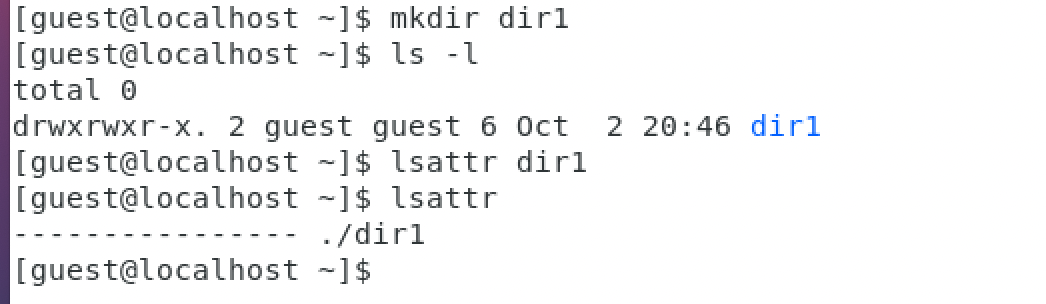 [guest@localhost ~]$ mkdir dir1
[guest@localhost ~]$ ls -l
total 0
drwxrwxr-x. 2 guest guest 6 Oct  2 20:46 dir1
[guest@localhost ~]$ lsattr dir1
[guest@localhost ~]$ lsattr
---------------- ./dir1
[guest@localhost ~]$